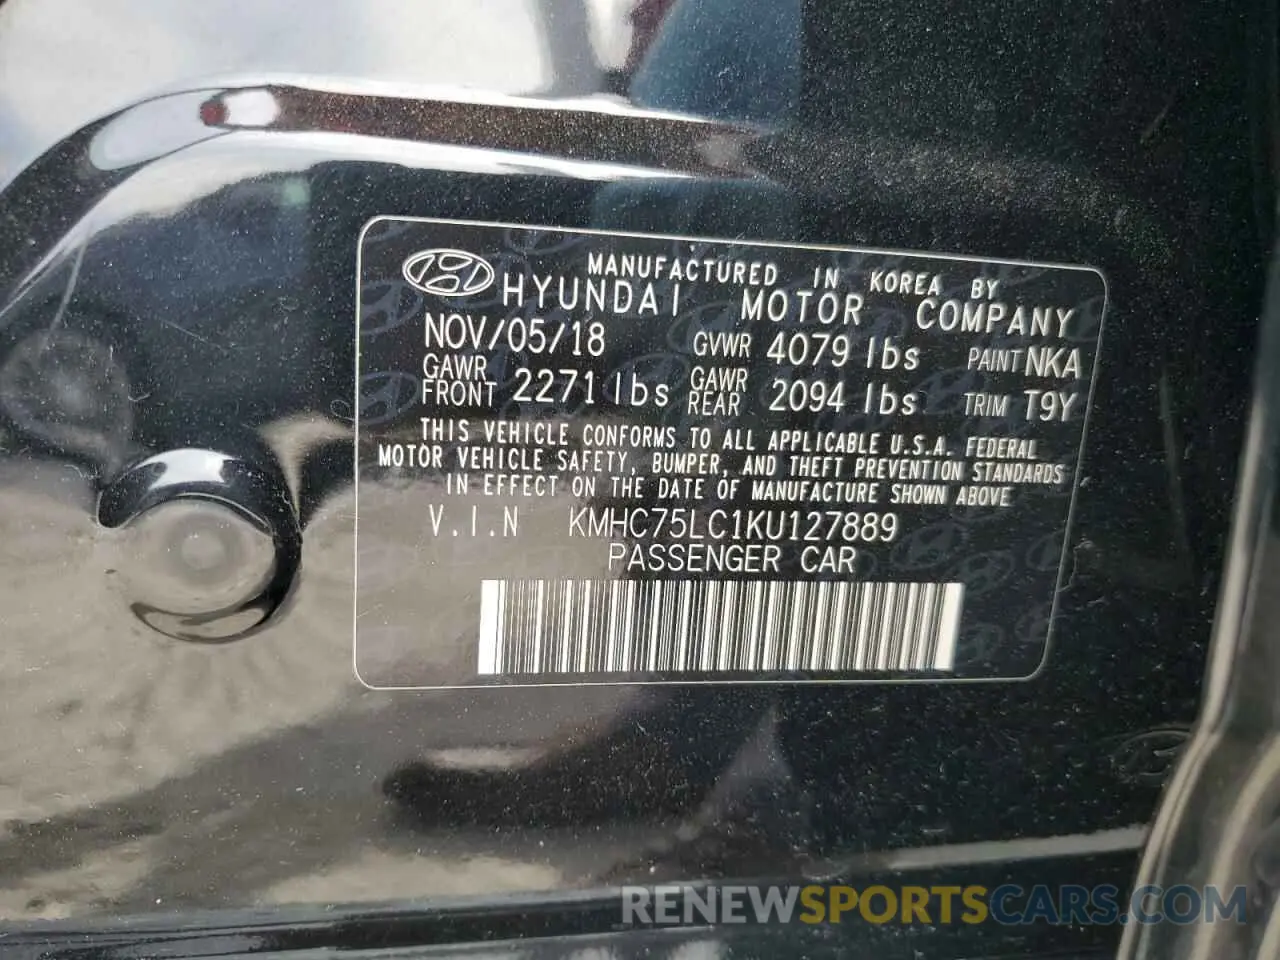 MANUFACTURED IN KOREA BY
HYUNDAI MOTOR COMPANY
NOV/05/18 GVWR 4079 lbs PAINT NKA
GAWR FRONT 2271 lbs GAWR REAR 2094 lbs TRIM T9Y
THIS VEHICLE CONFORMS TO ALL APPLICABLE U.S.A. FEDERAL
MOTOR VEHICLE SAFETY, BUMPER, AND THEFT PREVENTION STANDARDS
IN EFFECT ON THE DATE OF MANUFACTURE SHOWN ABOVE
V.I.N KMHC75LC1KU127889
PASSENGER CAR
RENEWSPORTSCARS.COM